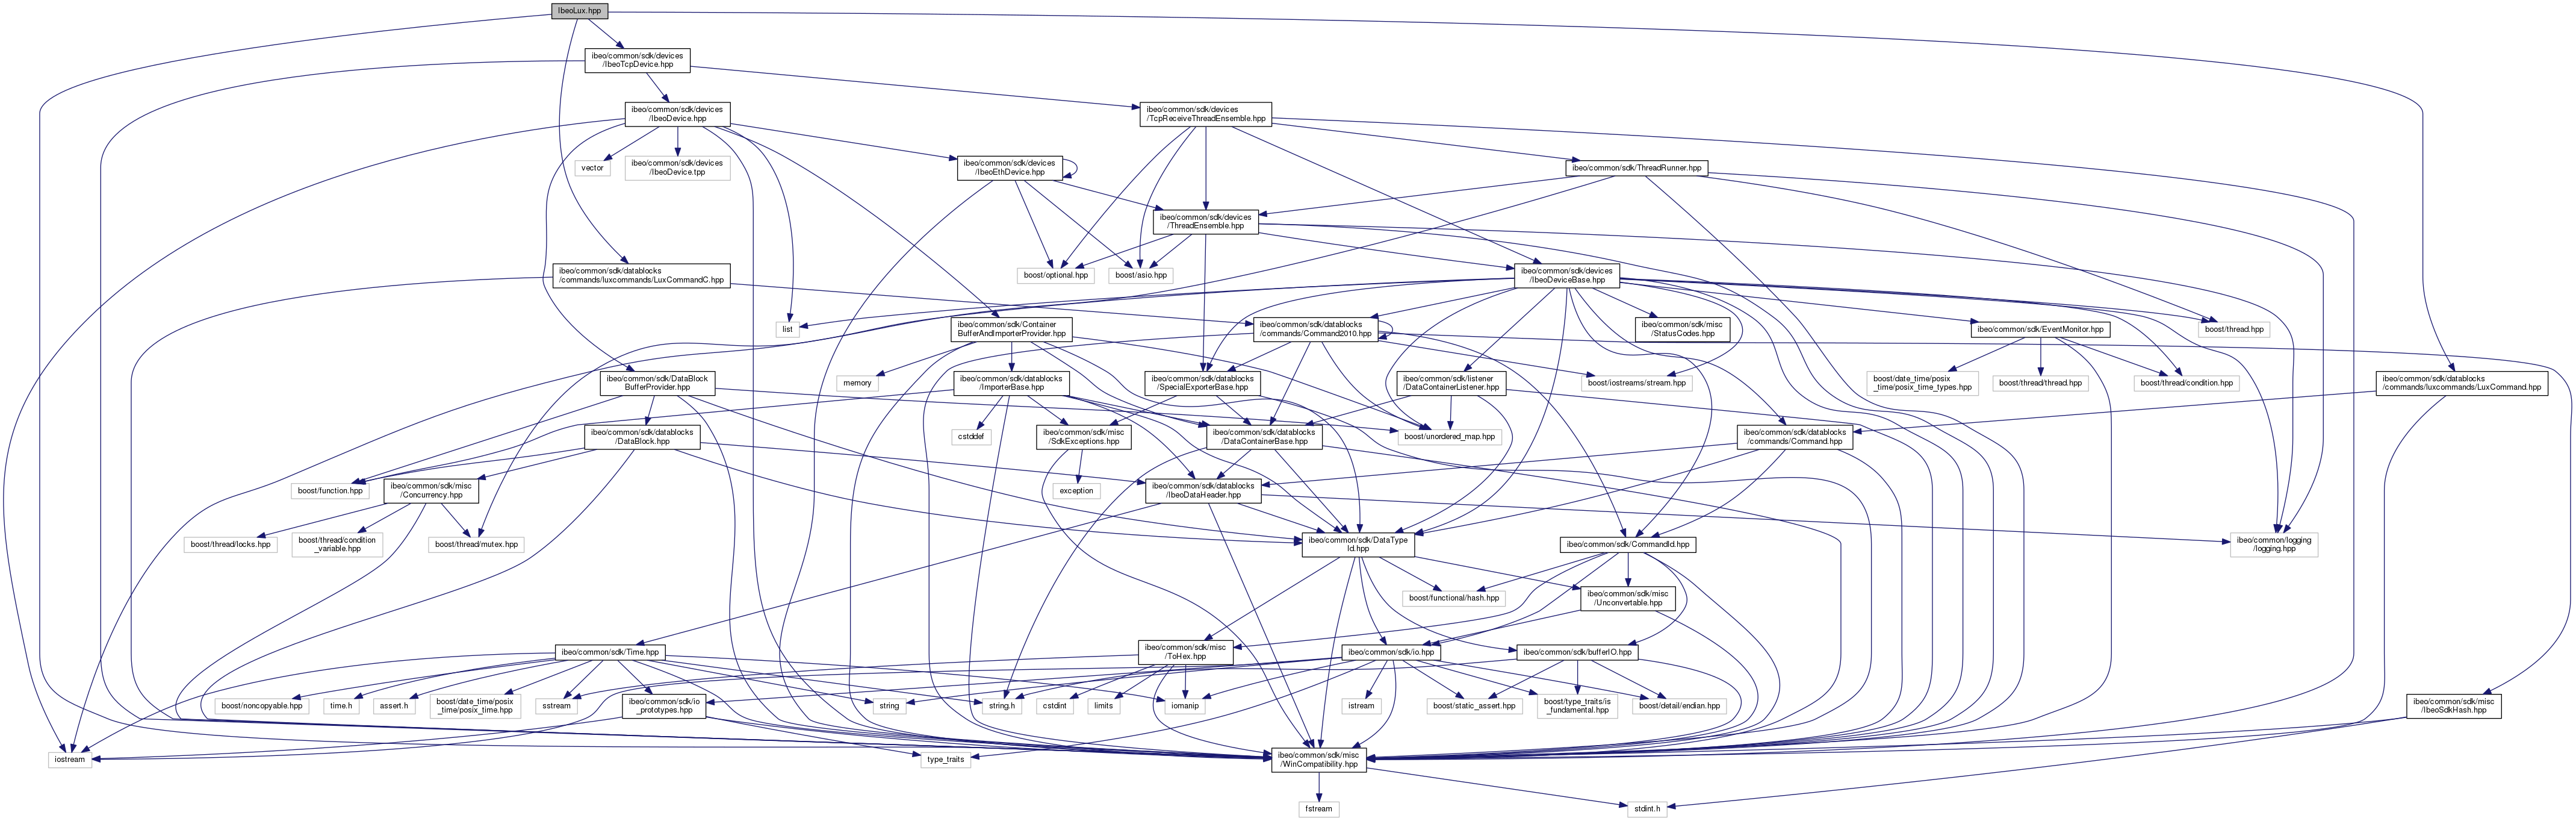 IbeoLux.hpp
ibeo/common/sdk/devices
/IbeoTcpDevice.hpp
ibeo/common/sdk/devices
/IbeoDevice.hpp
ibeo/common/sdk/devices
/TcpReceiveThreadEnsemble.hpp
vector
ibeo/common/sdk/devices
/IbeoDevice.tpp
ibeo/common/sdk/devices
/IbeoEthDevice.hpp
ibeo/common/sdk/ThreadRunner.hpp
ibeo/common/sdk/devices
/ThreadEnsemble.hpp
ibeo/common/sdk/datablocks
/commands/luxcommands/LuxCommandC.hpp
boost/optional.hpp
boost/asio.hpp
ibeo/common/sdk/devices
/IbeoDeviceBase.hpp
list
ibeo/common/sdk/Container
BufferAndImporterProvider.hpp
ibeo/common/sdk/datablocks
/commands/Command2010.hpp
ibeo/common/sdk/misc
/StatusCodes.hpp
ibeo/common/sdk/EventMonitor.hpp
boost/thread.hpp
ibeo/common/sdk/DataBlock
BufferProvider.hpp
memory
ibeo/common/sdk/datablocks
/ImporterBase.hpp
ibeo/common/sdk/datablocks
/SpecialExporterBase.hpp
ibeo/common/sdk/listener
/DataContainerListener.hpp
boost/iostreams/stream.hpp
boost/date_time/posix
_time/posix_time_types.hpp
boost/thread/thread.hpp
boost/thread/condition.hpp
ibeo/common/sdk/datablocks
/commands/luxcommands/LuxCommand.hpp
ibeo/common/sdk/datablocks
/DataBlock.hpp
cstddef
ibeo/common/sdk/misc
/SdkExceptions.hpp
ibeo/common/sdk/datablocks
/DataContainerBase.hpp
boost/unordered_map.hpp
ibeo/common/sdk/datablocks
/commands/Command.hpp
boost/function.hpp
ibeo/common/sdk/misc
/Concurrency.hpp
exception
ibeo/common/sdk/datablocks
/IbeoDataHeader.hpp
boost/thread/locks.hpp
boost/thread/condition
_variable.hpp
boost/thread/mutex.hpp
ibeo/common/sdk/DataType
Id.hpp
ibeo/common/sdk/CommandId.hpp
ibeo/common/logging
/logging.hpp
boost/functional/hash.hpp
ibeo/common/sdk/misc
/Unconvertable.hpp
ibeo/common/sdk/Time.hpp
ibeo/common/sdk/misc
/ToHex.hpp
ibeo/common/sdk/io.hpp
ibeo/common/sdk/bufferIO.hpp
boost/noncopyable.hpp
time.h
assert.h
boost/date_time/posix
_time/posix_time.hpp
sstream
ibeo/common/sdk/io
_prototypes.hpp
string
string.h
cstdint
limits
iomanip
istream
boost/static_assert.hpp
boost/type_traits/is
_fundamental.hpp
boost/detail/endian.hpp
ibeo/common/sdk/misc
/IbeoSdkHash.hpp
iostream
type_traits
ibeo/common/sdk/misc
/WinCompatibility.hpp
fstream
stdint.h